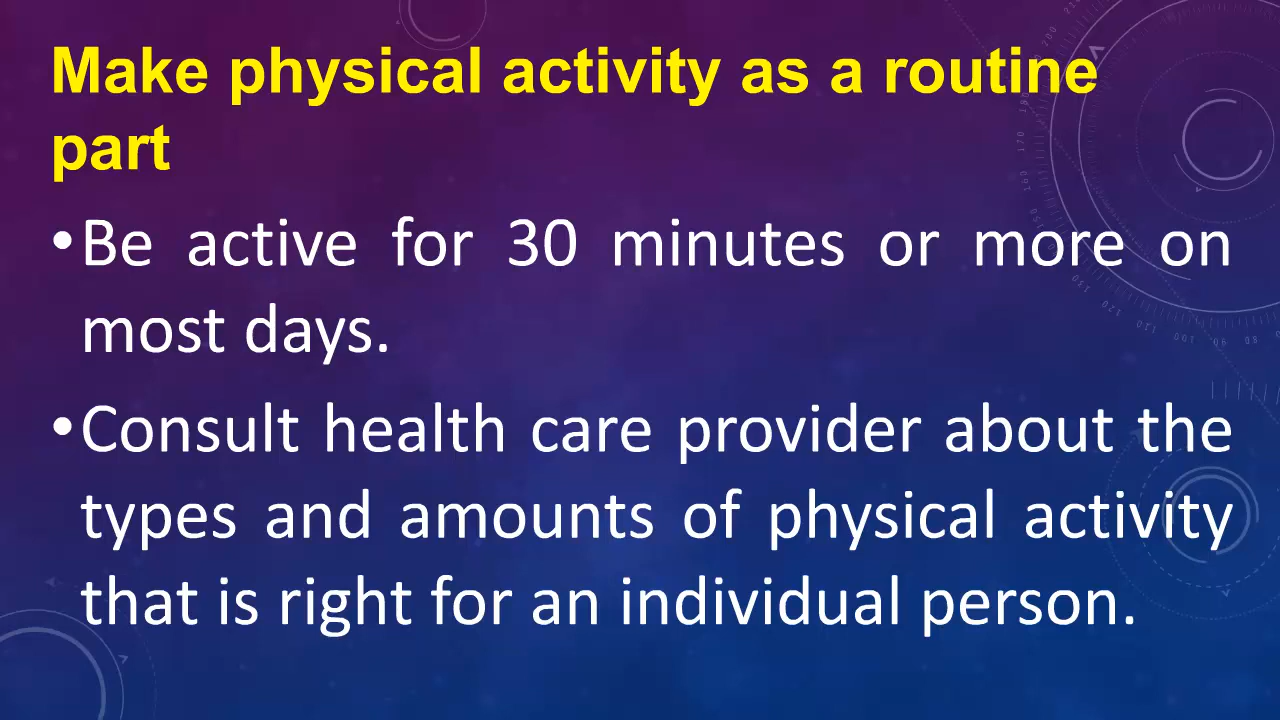 Make physical activity as a routine
part
•Be active for 30 minutes or more on
most days.
•Consult health care provider about the
types and amounts of physical activity
that is right for an individual person.